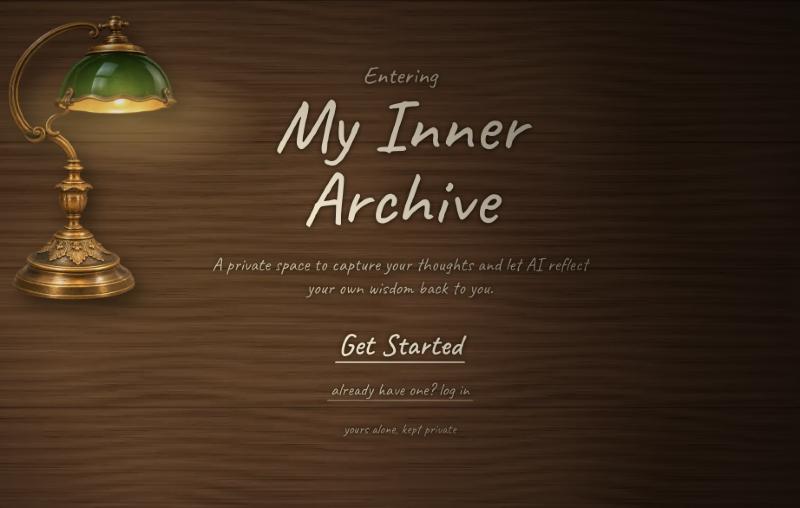 Entering
My Inner
Archive
A private space to capture your thoughts and let AI reflect
your own wisdom back to you.
Get Started
already have one? log in
yours alone, kept private